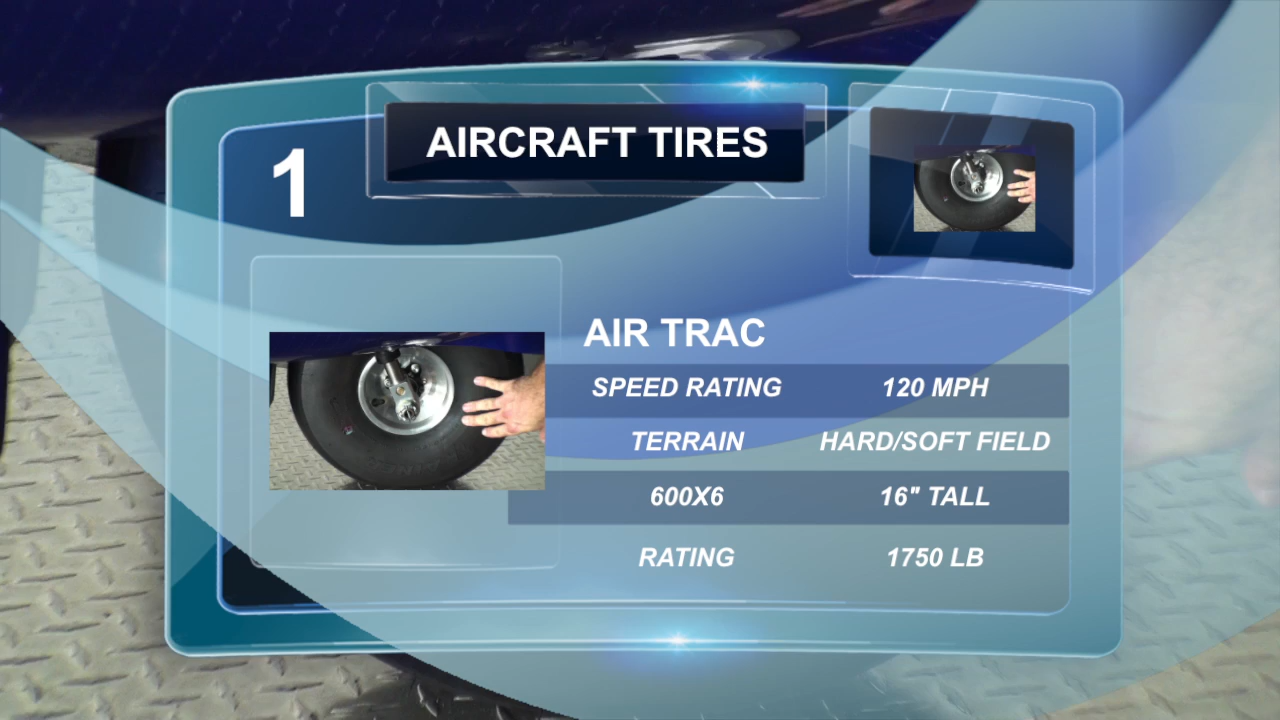 1
AIRCRAFT TIRES
AIR TRAC
SPEED RATING 120 MPH
TERRAIN HARD/SOFT FIELD
600X6 16" TALL
RATING 1750 LB